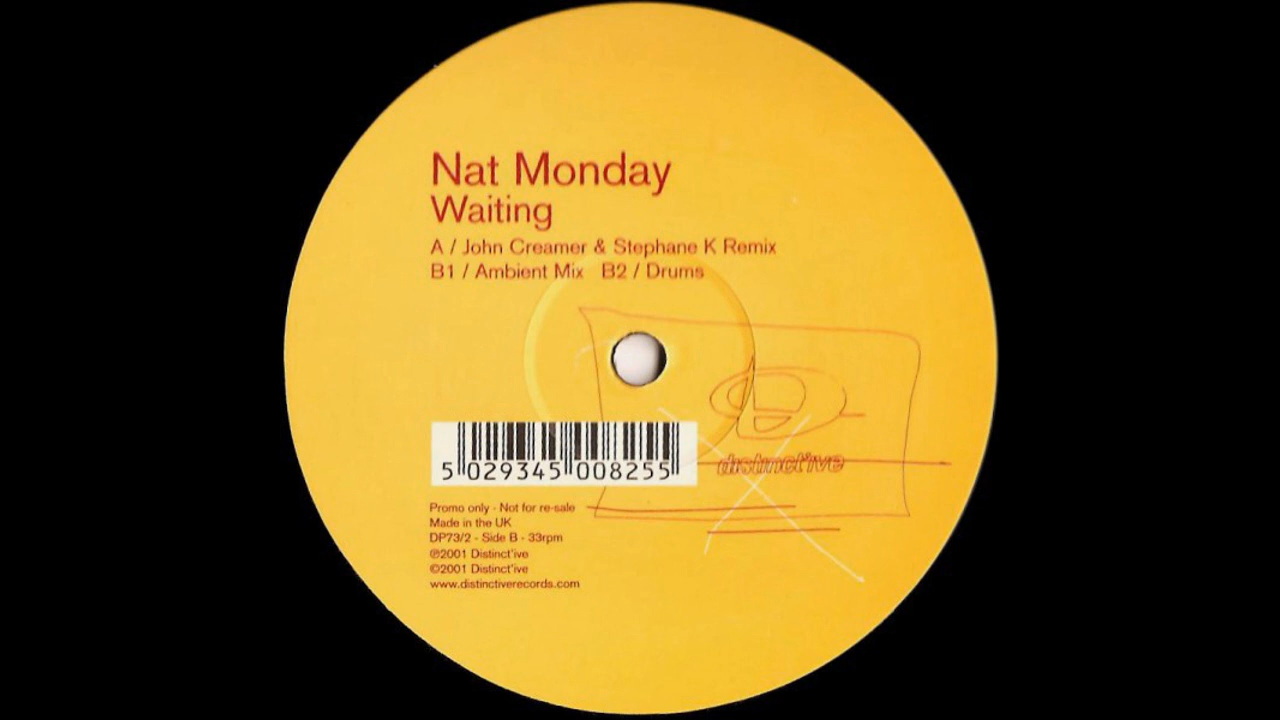 Nat Monday
Waiting
A / John Creamer & Stephane K Remix
B1 / Ambient Mix B2 / Drums
5 029345 008255
distinct'ive
Promo only - Not for re-sale
Made in the UK
DP73/2 - Side B - 33rpm
℗2001 Distinct'ive
©2001 Distinct'ive
www.distinctiverecords.com